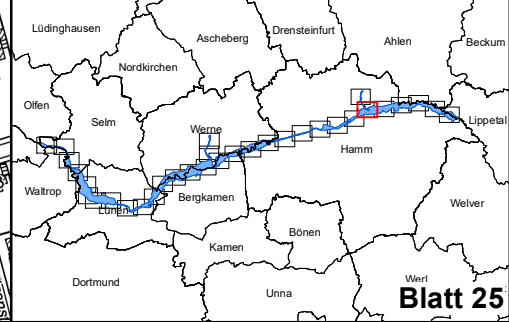 Lüdinghausen
Ascheberg
Drensteinfurt
Ahlen
Beckum
Nordkirchen
Olfen
Selm
Werne
Lippetal
Hamm
Waltrop
Lünen
Bergkamen
Welver
Bönen
Kamen
Dortmund
Unna
Werl
Blatt 25